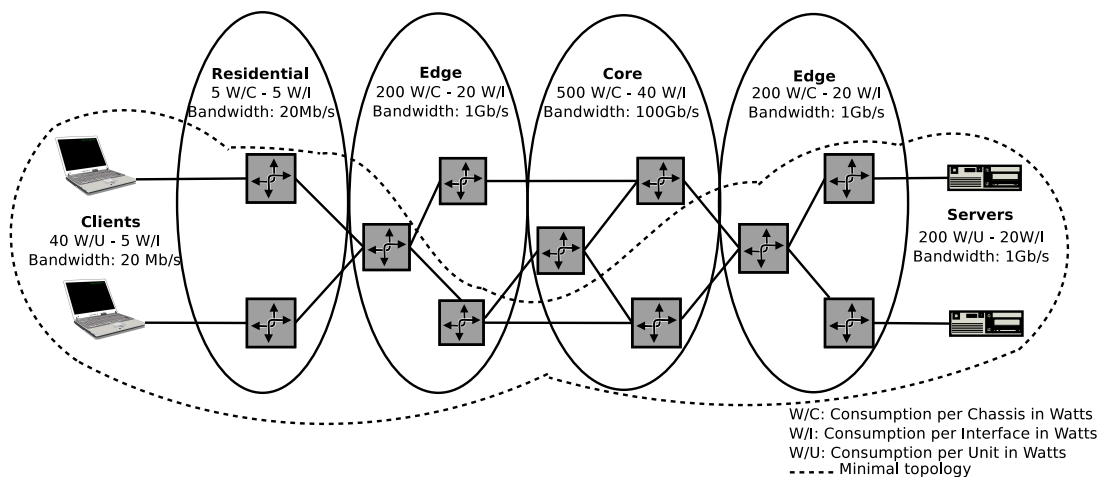 Residential
5 W/C - 5 W/I
Bandwidth: 20Mb/s
Edge
200 W/C - 20 W/I
Bandwidth: 1Gb/s
Core
500 W/C - 40 W/I
Bandwidth: 100Gb/s
Edge
200 W/C - 20 W/I
Bandwidth: 1Gb/s
Clients
40 W/U - 5 W/I
Bandwidth: 20 Mb/s
Servers
200 W/U - 20W/I
Bandwidth: 1Gb/s
W/C: Consumption per Chassis in Watts
W/I: Consumption per Interface in Watts
W/U: Consumption per Unit in Watts
Minimal topology